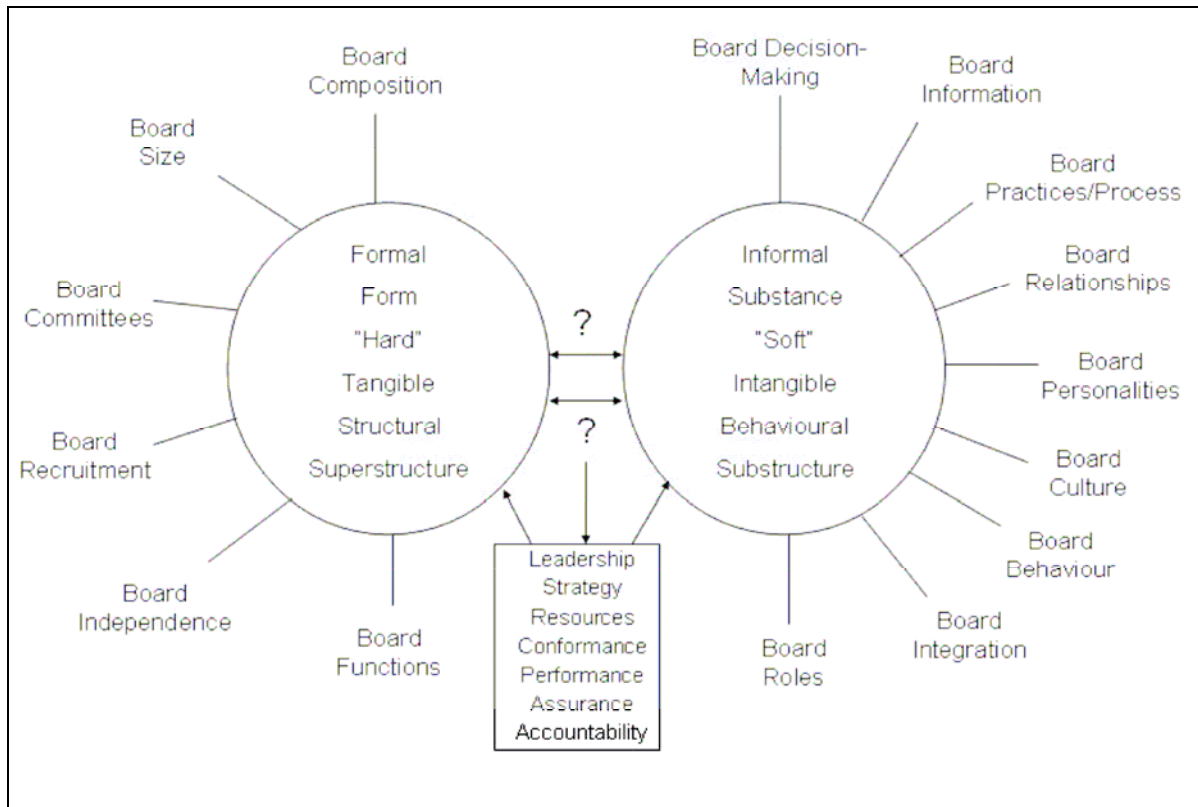 Board
Composition
Board
Size
Board
Committees
Board
Recruitment
Board
Independence
Board
Functions
Formal
Form
"Hard"
Tangible
Structural
Superstructure
?
?
Leadership
Strategy
Resources
Conformance
Performance
Assurance
Accountability
Informal
Substance
"Soft"
Intangible
Behavioural
Substructure
Board Decision-
Making
Board
Information
Board
Practices/Process
Board
Relationships
Board
Personalities
Board
Culture
Board
Behaviour
Board
Integration
Board
Roles